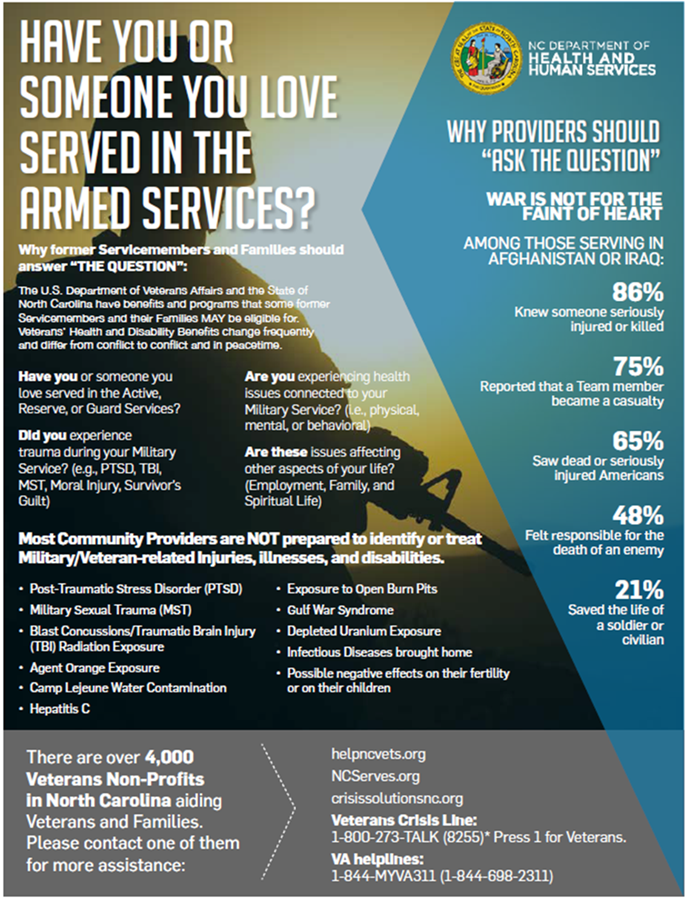 HAVE YOU OR
SOMEONE YOU LOVE
SERVED IN THE
ARMED SERVICES?
Why former Servicemembers and Families should
answer "THE QUESTION":
The U.S. Department of Veterans Affairs and the State of
North Carolina have benefits and programs that some former
Servicemembers and their Families MAY be eligible for.
Veterans' Health and Disability Benefits change frequently
and differ from conflict to conflict and in peacetime.
Have you or someone you
love served in the Active,
Reserve, or Guard Services?
Did you experience
trauma during your Military
Service? (e.g., PTSD, TBI,
MST, Moral Injury, Survivor's
Guilt)
Are you experiencing health
issues connected to your
Military Service? (i.e., physical,
mental, or behavioral)
Are these issues affecting
other aspects of your life?
(Employment, Family, and
Spiritual Life)
Most Community Providers are NOT prepared to identify or treat
Military/Veteran-related Injuries, illnesses, and disabilities.
• Post-Traumatic Stress Disorder (PTSD)
• Military Sexual Trauma (MST)
• Blast Concussions/Traumatic Brain Injury
(TBI) Radiation Exposure
• Agent Orange Exposure
• Camp Lejeune Water Contamination
• Hepatitis C
• Exposure to Open Burn Pits
• Gulf War Syndrome
• Depleted Uranium Exposure
• Infectious Diseases brought home
• Possible negative effects on their fertility
or on their children
NC DEPARTMENT OF
HEALTH AND
HUMAN SERVICES
WHY PROVIDERS SHOULD
"ASK THE QUESTION"
WAR IS NOT FOR THE
FAINT OF HEART
AMONG THOSE SERVING IN
AFGHANISTAN OR IRAQ:
86%
Knew someone seriously
injured or killed
75%
Reported that a Team member
became a casualty
65%
Saw dead or seriously
injured Americans
48%
Felt responsible for the
death of an enemy
21%
Saved the life of
a soldier or
civilian
There are over 4,000
Veterans Non-Profits
in North Carolina aiding
Veterans and Families.
Please contact one of them
for more assistance:
helpncvets.org
NCServes.org
crisissolutionsnc.org
Veterans Crisis Line:
1-800-273-TALK (8255)* Press 1 for Veterans.
VA helplines:
1-844-MYVA311 (1-844-698-2311)